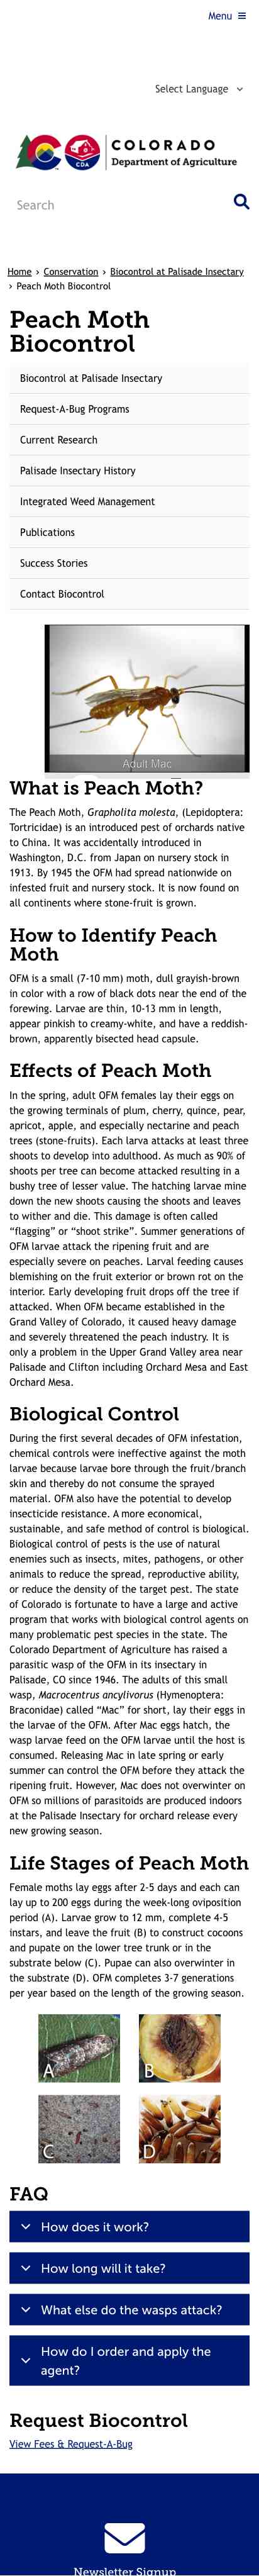 Menu ≡
Select Language
COLORADO
Department of Agriculture
CDA
Search
Home › Conservation › Biocontrol at Palisade Insectary
› Peach Moth Biocontrol
Peach Moth
Biocontrol
Biocontrol at Palisade Insectary
Request-A-Bug Programs
Current Research
Palisade Insectary History
Integrated Weed Management
Publications
Success Stories
Contact Biocontrol
Adult Mac
What is Peach Moth?
The Peach Moth, Grapholita molesta, (Lepidoptera:
Tortricidae) is an introduced pest of orchards native
to China. It was accidentally introduced in
Washington, D.C. from Japan on nursery stock in
1913. By 1945 the OFM had spread nationwide on
infested fruit and nursery stock. It is now found on
all continents where stone-fruit is grown.
How to Identify Peach
Moth
OFM is a small (7-10 mm) moth, dull grayish-brown
in color with a row of black dots near the end of the
forewing. Larvae are thin, 10-13 mm in length,
appear pinkish to creamy-white, and have a reddish-
brown, apparently bisected head capsule.
Effects of Peach Moth
In the spring, adult OFM females lay their eggs on
the growing terminals of plum, cherry, quince, pear,
apricot, apple, and especially nectarine and peach
trees (stone-fruits). Each larva attacks at least three
shoots to develop into adulthood. As much as 90% of
shoots per tree can become attacked resulting in a
bushy tree of lesser value. The hatching larvae mine
down the new shoots causing the shoots and leaves
to wither and die. This damage is often called
“flagging” or “shoot strike”. Summer generations of
OFM larvae attack the ripening fruit and are
especially severe on peaches. Larval feeding causes
blemishing on the fruit exterior or brown rot on the
interior. Early developing fruit drops off the tree if
attacked. When OFM became established in the
Grand Valley of Colorado, it caused heavy damage
and severely threatened the peach industry. It is
only a problem in the Upper Grand Valley area near
Palisade and Clifton including Orchard Mesa and East
Orchard Mesa.
Biological Control
During the first several decades of OFM infestation,
chemical controls were ineffective against the moth
larvae because larvae bore through the fruit/branch
skin and thereby do not consume the sprayed
material. OFM also have the potential to develop
insecticide resistance. A more economical,
sustainable, and safe method of control is biological.
Biological control of pests is the use of natural
enemies such as insects, mites, pathogens, or other
animals to reduce the spread, reproductive ability,
or reduce the density of the target pest. The state
of Colorado is fortunate to have a large and active
program that works with biological control agents on
many problematic pest species in the state. The
Colorado Department of Agriculture has raised a
parasitic wasp of the OFM in its insectary in
Palisade, CO since 1946. The adults of this small
wasp, Macrocentrus ancylivorus (Hymenoptera:
Braconidae) called “Mac” for short, lay their eggs in
the larvae of the OFM. After Mac eggs hatch, the
wasp larvae feed on the OFM larvae until the host is
consumed. Releasing Mac in late spring or early
summer can control the OFM before they attack the
ripening fruit. However, Mac does not overwinter on
OFM so millions of parasitoids are produced indoors
at the Palisade Insectary for orchard release every
new growing season.
Life Stages of Peach Moth
Female moths lay eggs after 2-5 days and each can
lay up to 200 eggs during the week-long oviposition
period (A). Larvae grow to 12 mm, complete 4-5
instars, and leave the fruit (B) to construct cocoons
and pupate on the lower tree trunk or in the
substrate below (C). Pupae can also overwinter in
the substrate (D). OFM completes 3-7 generations
per year based on the length of the growing season.
A
B
C
D
FAQ
How does it work?
How long will it take?
What else do the wasps attack?
How do I order and apply the
agent?
Request Biocontrol
View Fees & Request-A-Bug
Newsletter Signup